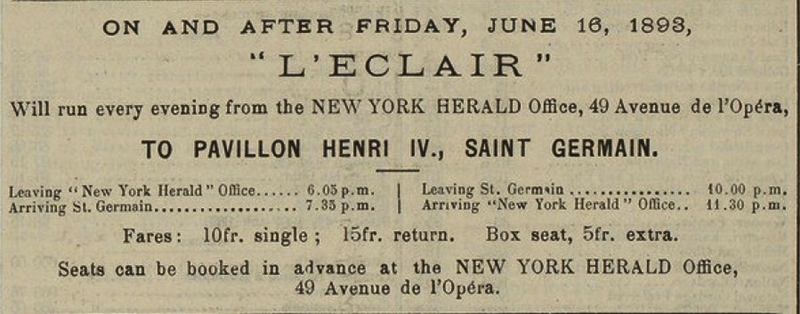 ON AND AFTER FRIDAY, JUNE 16, 1893,
"L'ECLAIR"
Will run every evening from the NEW YORK HERALD Office, 49 Avenue de l'Opéra,
TO PAVILLON HENRI IV., SAINT GERMAIN.
Leaving "New York Herald" Office...... 6.05 p.m. | Leaving St. Germain ............... 10.00 p.m.
Arriving St. Germain.................. 7.35 p.m. | Arriving "New York Herald" Office.. 11.30 p.m.
Fares: 10fr. single; 15fr. return. Box seat, 5fr. extra.
Seats can be booked in advance at the NEW YORK HERALD Office,
49 Avenue de l'Opéra.